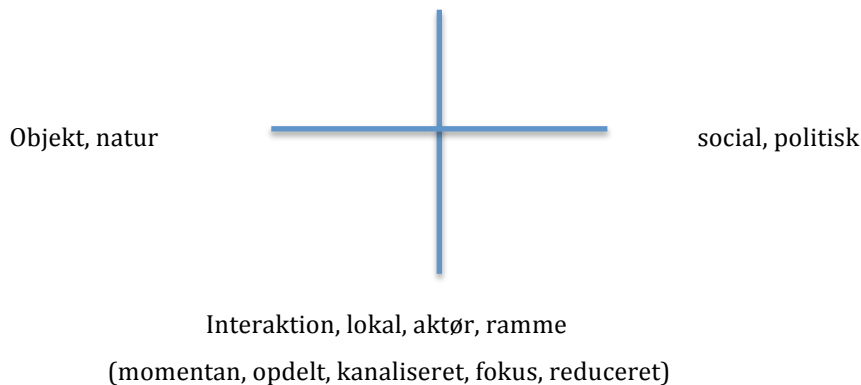 Objekt, natur
social, politisk
Interaktion, lokal, aktør, ramme
(momentan, opdelt, kanaliseret, fokus, reduceret)